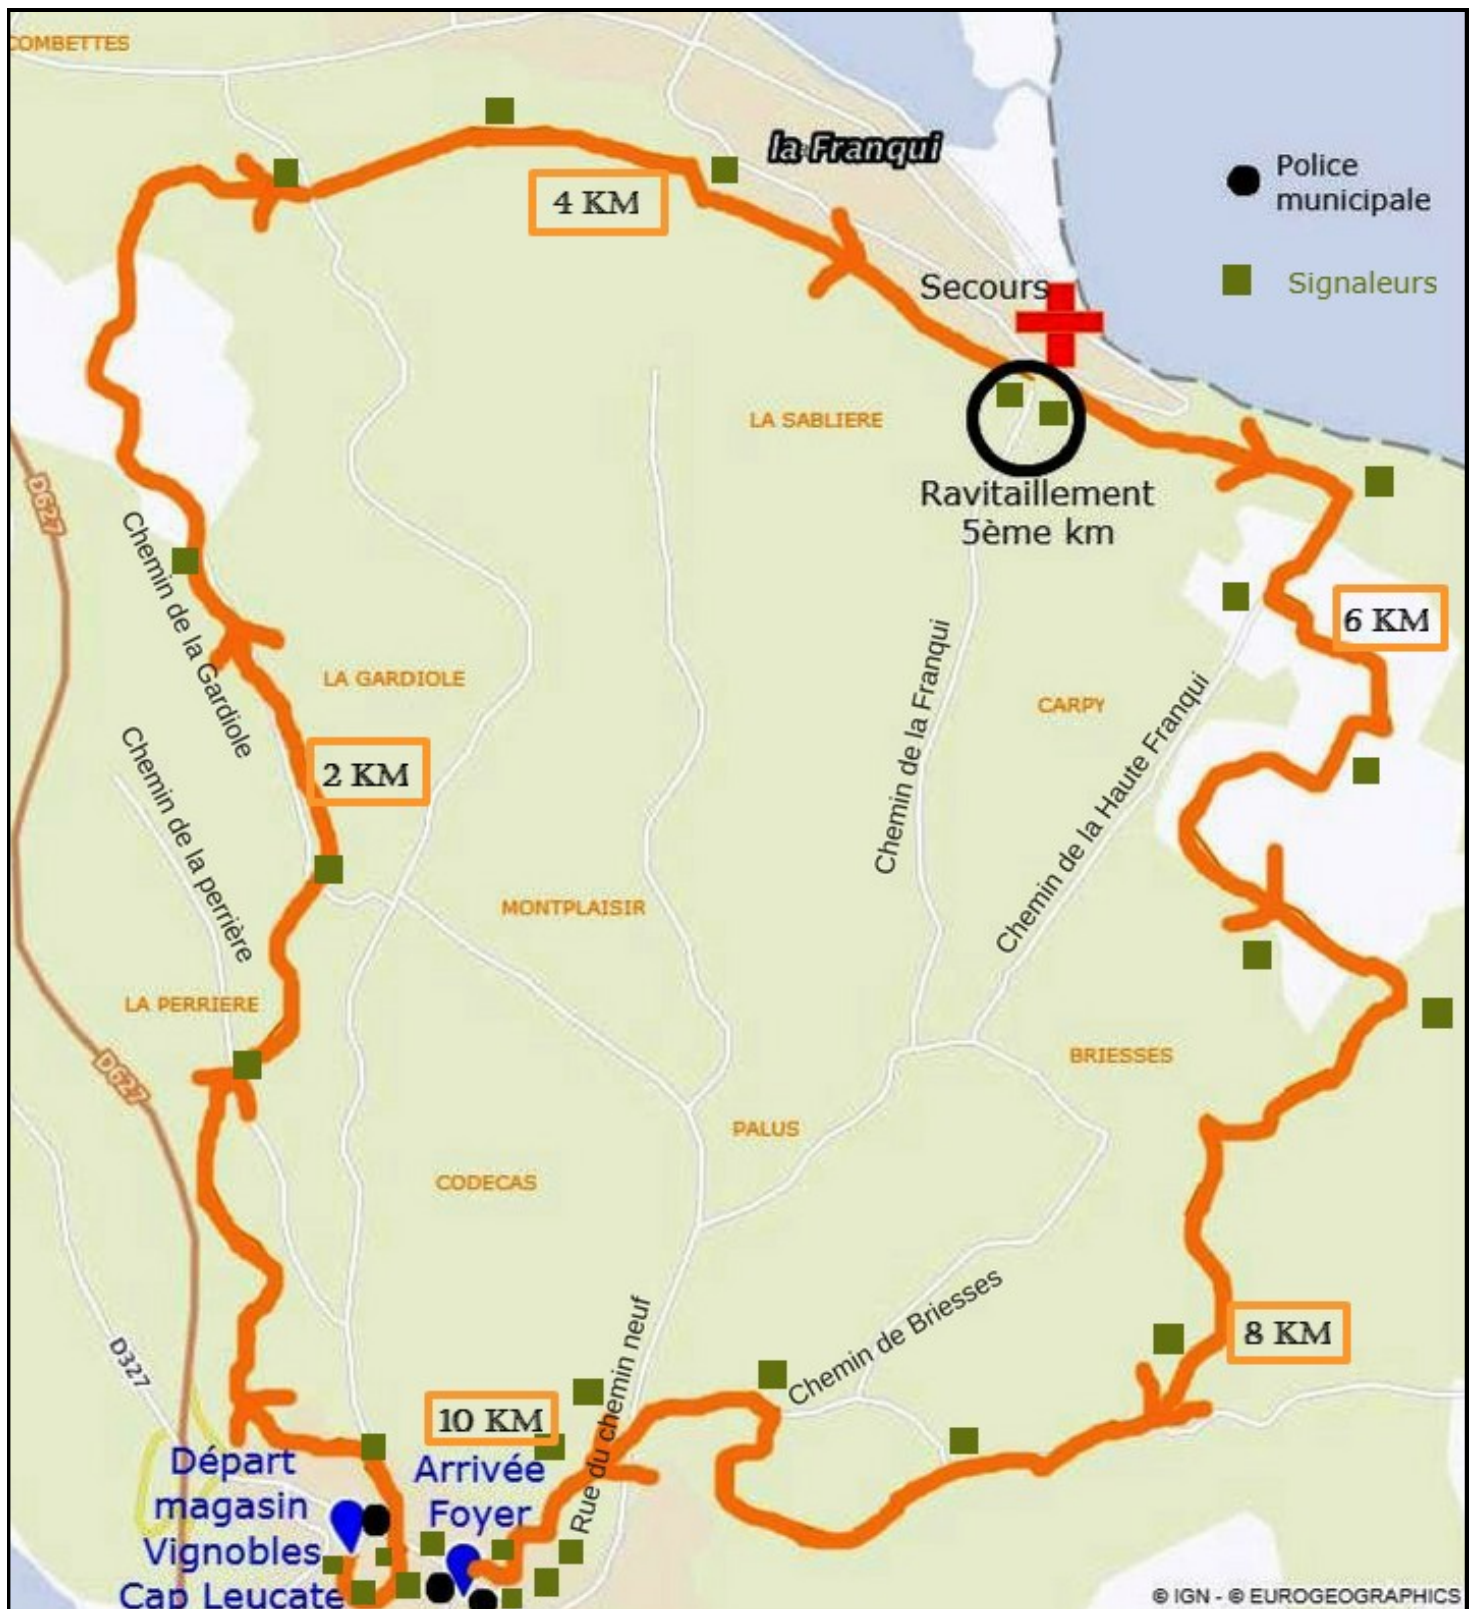 COMBETTES
la Franqui
Police
municipale
4 KM
Secours
Signaleurs
LA SABLIERE
D627
Ravitaillement
5ème km
Chemin de la Gardiole
6 KM
LA GARDIOLE
Chemin de la Franqui
CARPY
Chemin de la Haute Franqui
2 KM
Chemin de la perrière
MONTPLAISIR
LA PERRIERE
D627
BRIESSES
PALUS
CODECAS
Chemin de Briesses
8 KM
D327
Rue du chemin neuf
10 KM
Départ
magasin
Vignobles
Cap Leucate
Arrivée
Foyer
© IGN - © EUROGEOGRAPHICS